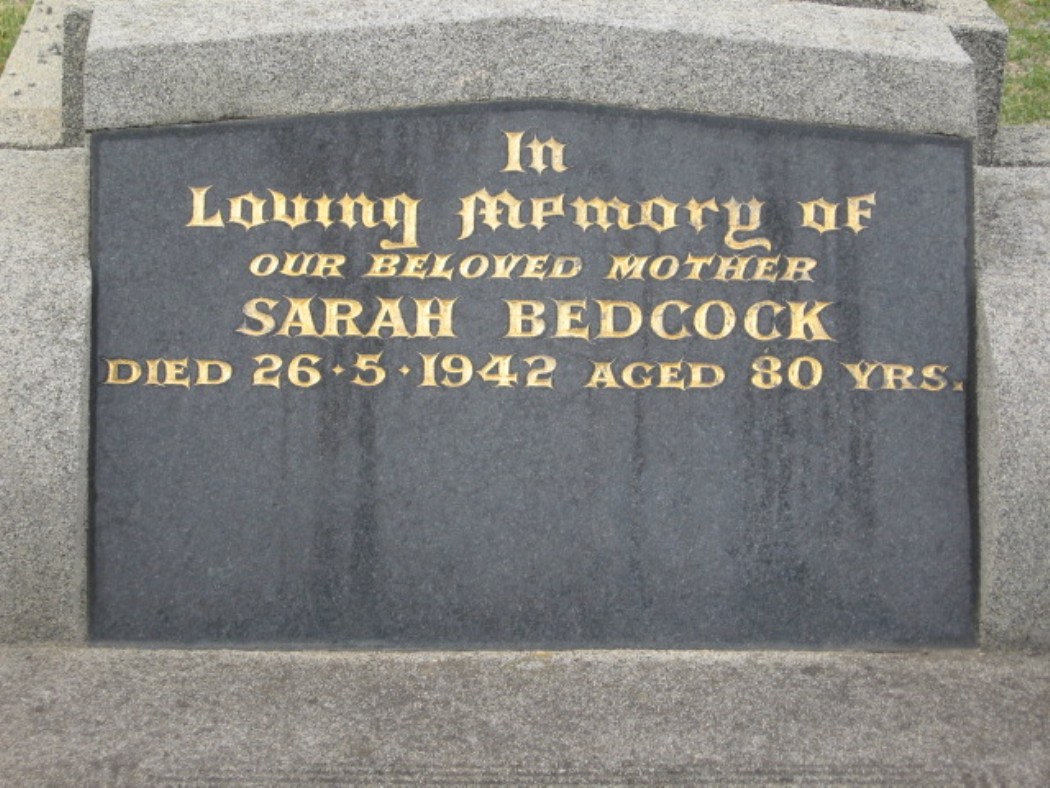 In
Loving Memory of
OUR BELOVED MOTHER
SARAH BEDCOCK
DIED 26·5·1942 AGED 80 YRS.